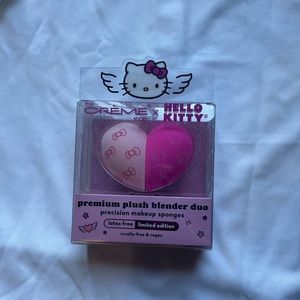 THE
CRÈME x
SHOP
HELLO
KITTY
premium plush blender duo
precision makeup sponges
latex-free limited edition
cruelty-free & vegan